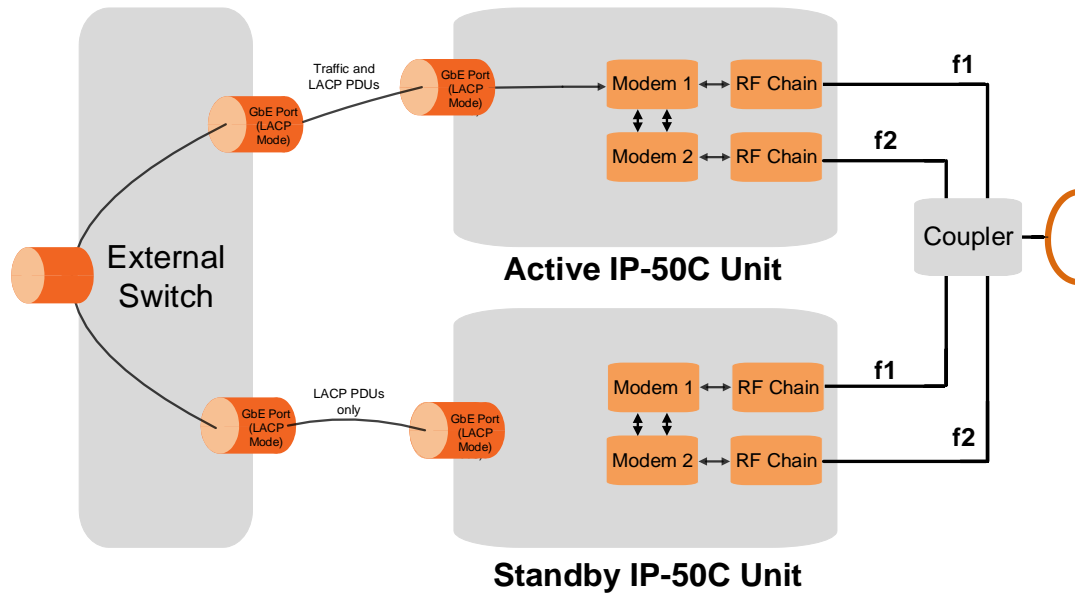 Traffic and
LACP PDUs
GbE Port
(LACP
Mode)
GbE Port
(LACP
Mode)
Modem 1
RF Chain
f1
Modem 2
RF Chain
f2
External
Switch
Coupler
Active IP-50C Unit
LACP PDUs
only
GbE Port
(LACP
Mode)
GbE Port
(LACP
Mode)
Modem 1
RF Chain
f1
Modem 2
RF Chain
f2
Standby IP-50C Unit